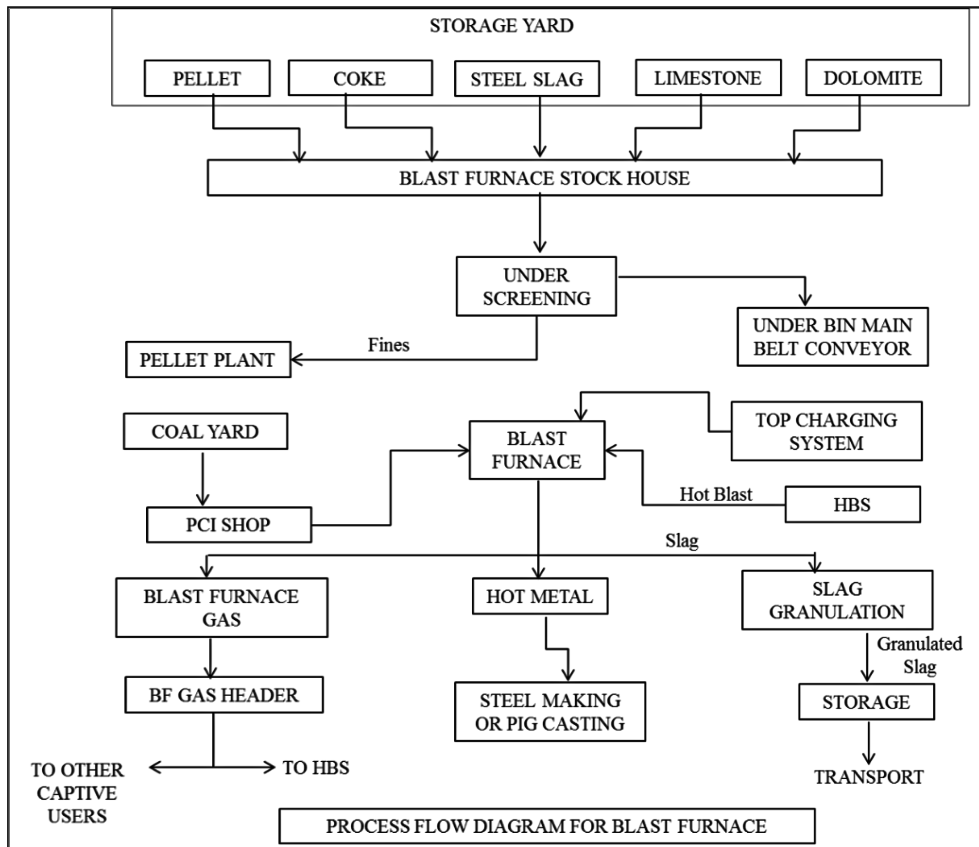 STORAGE YARD
PELLET
COKE
STEEL SLAG
LIMESTONE
DOLOMITE
BLAST FURNACE STOCK HOUSE
UNDER
SCREENING
UNDER BIN MAIN
BELT CONVEYOR
Fines
PELLET PLANT
COAL YARD
BLAST
FURNACE
TOP CHARGING
SYSTEM
Hot Blast
HBS
PCI SHOP
Slag
BLAST FURNACE
GAS
HOT METAL
SLAG
GRANULATION
Granulated
Slag
BF GAS HEADER
STEEL MAKING
OR PIG CASTING
STORAGE
TO OTHER
CAPTIVE
USERS
TO HBS
TRANSPORT
PROCESS FLOW DIAGRAM FOR BLAST FURNACE